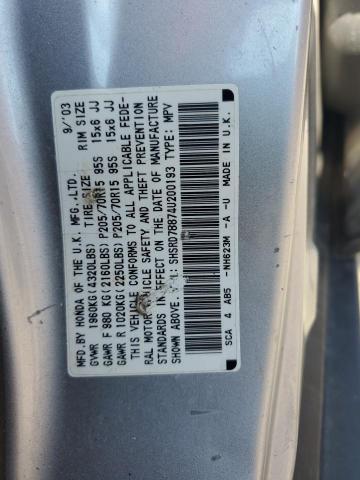 MFD.BY HONDA OF THE U.K. MFG.,LTD. 9/'03
GVWR 1960KG(4320LBS) TIRE SIZE RIM SIZE
GAWR F 980 KG(2160LBS) P205/70R15 95S 15x6 JJ
GAWR R 1020KG(2250LBS) P205/70R15 95S 15x6 JJ
THIS VEHICLE CONFORMS TO ALL APPLICABLE FEDE-
RAL MOTOR VEHICLE SAFETY AND THEFT PREVENTION
STANDARDS IN EFFECT ON THE DATE OF MANUFACTURE
SHOWN ABOVE. V.I.N.: SHSRD78874U200193 TYPE: MPV
SCA 4 AB5 -NH623M -A -U MADE IN U.K.